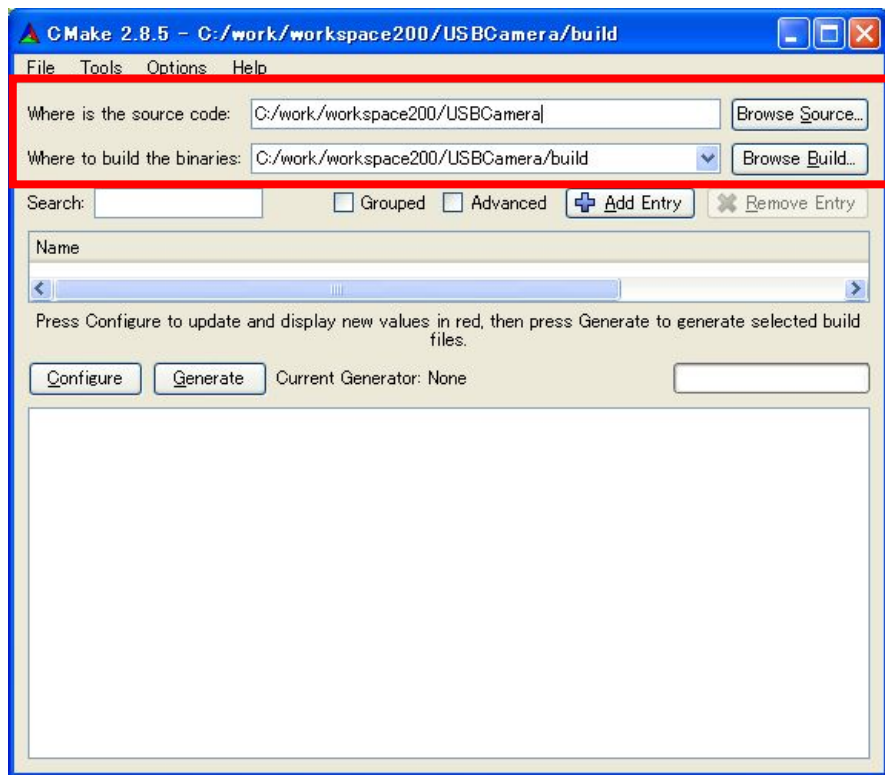 CMake 2.8.5 - C:/work/workspace200/USBCamera/build
File Tools Options Help
Where is the source code: C:/work/workspace200/USBCamera Browse Source...
Where to build the binaries: C:/work/workspace200/USBCamera/build Browse Build...
Search: Grouped Advanced Add Entry Remove Entry
Name
Press Configure to update and display new values in red, then press Generate to generate selected build
files.
Configure Generate Current Generator: None